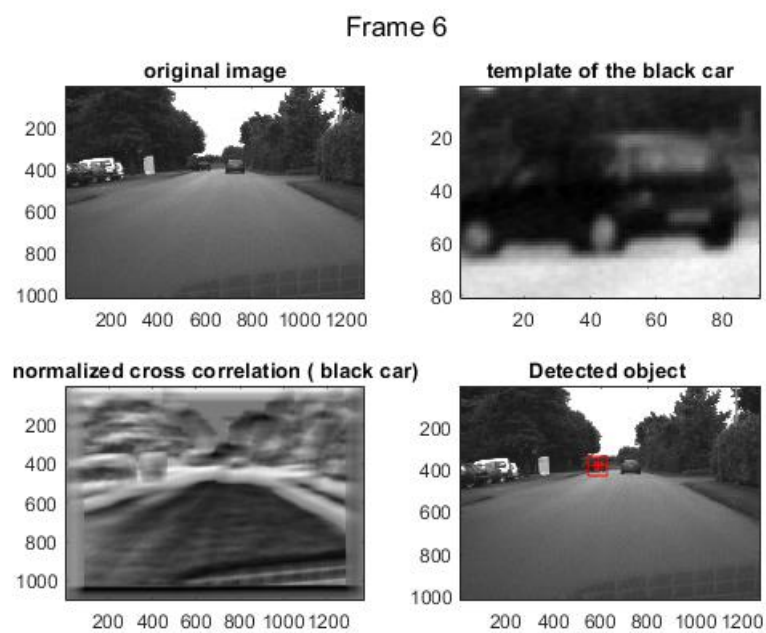 Frame 6
original image
template of the black car
200
400
600
800
1000
200 400 600 800 1000 1200
20
40
60
80
20 40 60 80
normalized cross correlation ( black car)
Detected object
200
400
600
800
1000
200 400 600 800 1000 1200
200
400
600
800
1000
200 400 600 800 1000 1200